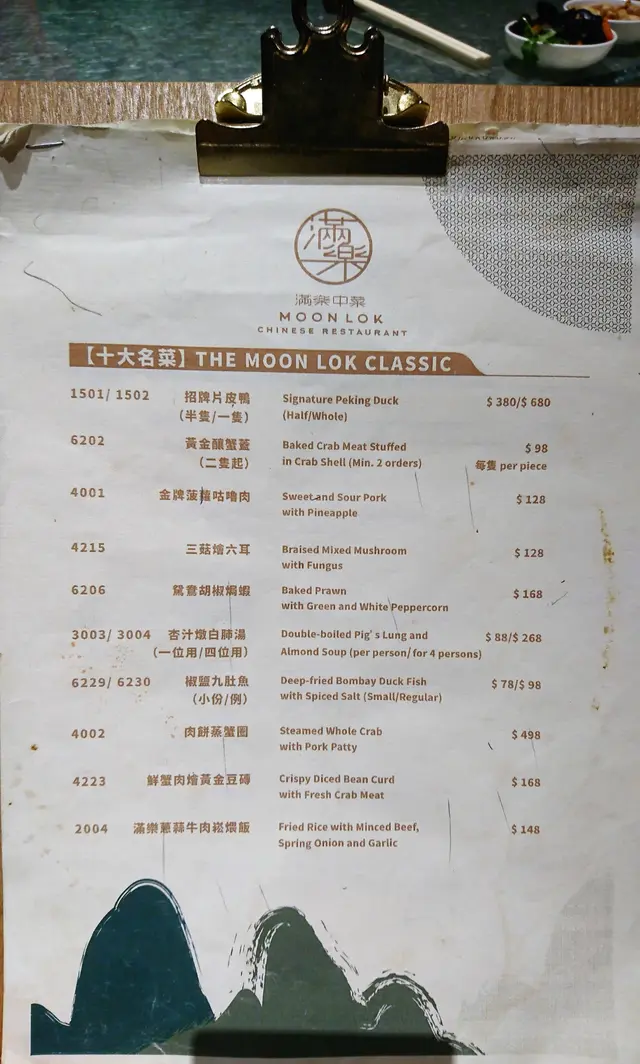 滿樂
滿樂中菜
MOON LOK
CHINESE RESTAURANT
【十大名菜】 THE MOON LOK CLASSIC
1501/ 1502 招牌片皮鴨 Signature Peking Duck $ 380/$ 680
(半隻/一隻) (Half/Whole)
6202 黃金釀蟹蓋 Baked Crab Meat Stuffed $ 98
(二隻起) in Crab Shell (Min. 2 orders) 每隻 per piece
4001 金牌菠蘿咕嚕肉 Sweet and Sour Pork $ 128
with Pineapple
4215 三菇燴六耳 Braised Mixed Mushroom $ 128
with Fungus
6206 鴛鴦胡椒焗蝦 Baked Prawn $ 168
with Green and White Peppercorn
3003/ 3004 杏汁燉白肺湯 Double-boiled Pig's Lung and $ 88/$ 268
(一位用/四位用) Almond Soup (per person/ for 4 persons)
6229/ 6230 椒鹽九肚魚 Deep-fried Bombay Duck Fish $ 78/$ 98
(小份/例) with Spiced Salt (Small/Regular)
4002 肉餅蒸蟹圈 Steamed Whole Crab $ 498
with Pork Patty
4223 鮮蟹肉燴黃金豆磚 Crispy Diced Bean Curd $ 168
with Fresh Crab Meat
2004 滿樂蔥蒜牛肉崧煨飯 Fried Rice with Minced Beef, $ 148
Spring Onion and Garlic